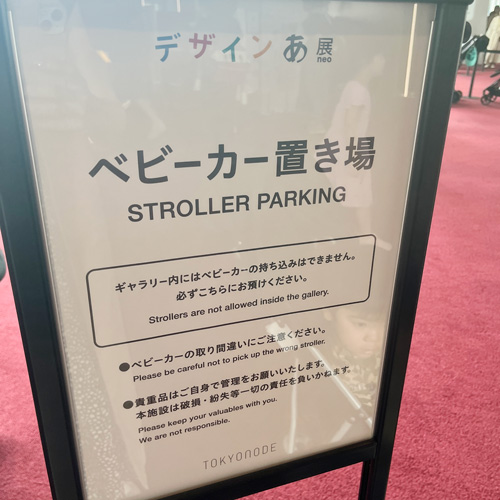 デザインあ展
neo
ベビーカー置き場
STROLLER PARKING
ギャラリー内にはベビーカーの持ち込みはできません。
必ずこちらにお預けください。
Strollers are not allowed inside the gallery.
●ベビーカーの取り間違いにご注意ください。
Please be careful not to pick up the wrong stroller.
●貴重品はご自身で管理をお願いいたします。
本施設は破損・紛失等一切の責任を負いかねます。
Please keep your valuables with you.
We are not responsible.
TOKYO NODE